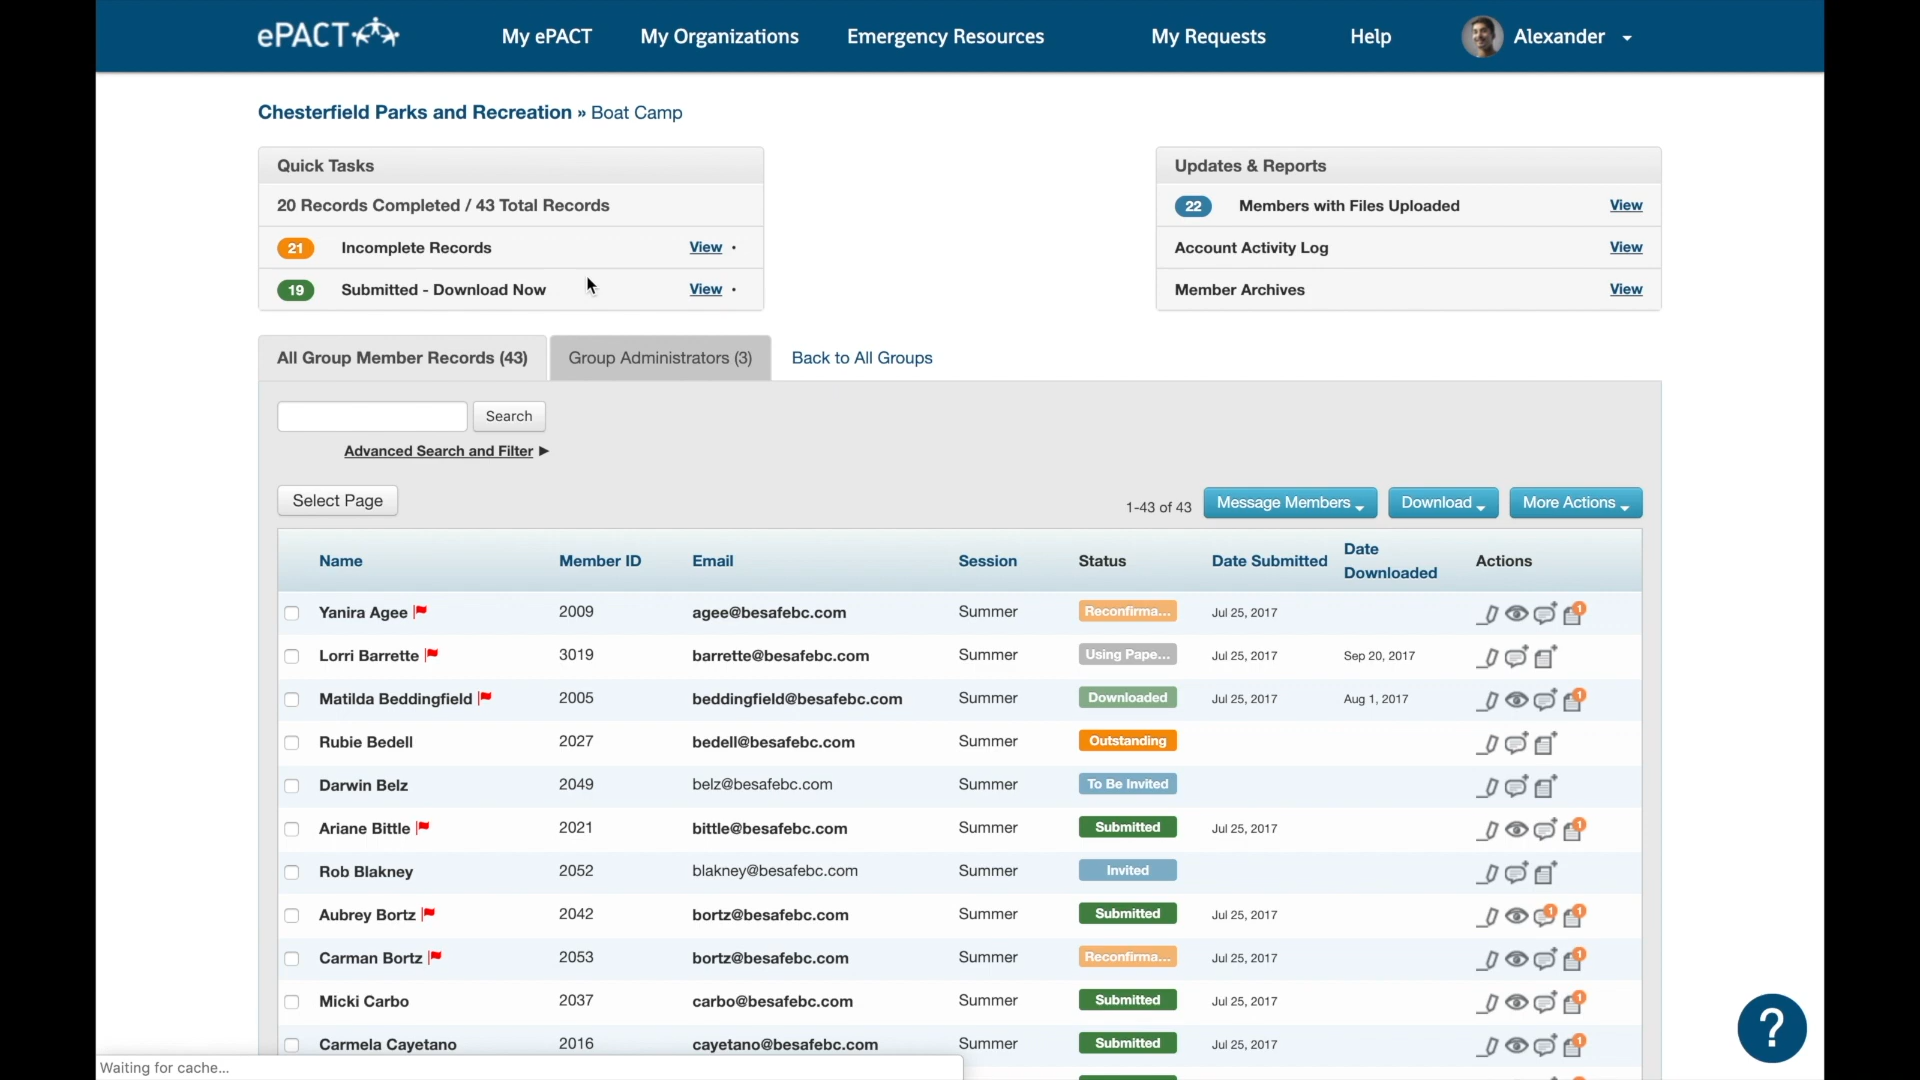 ePACT
My ePACT My Organizations Emergency Resources My Requests Help Alexander
Chesterfield Parks and Recreation » Boat Camp
Quick Tasks
20 Records Completed / 43 Total Records
21 Incomplete Records View •
19 Submitted - Download Now View •
Updates & Reports
22 Members with Files Uploaded View
Account Activity Log View
Member Archives View
All Group Member Records (43) Group Administrators (3) Back to All Groups
Search
Advanced Search and Filter ▶
Select Page 1-43 of 43 Message Members Download More Actions
Name Member ID Email Session Status Date Submitted Date Downloaded Actions
Yanira Agee 2009 agee@besafebc.com Summer Reconfirma... Jul 25, 2017 1
Lorri Barrette 3019 barrette@besafebc.com Summer Using Pape... Jul 25, 2017 Sep 20, 2017
Matilda Beddingfield 2005 beddingfield@besafebc.com Summer Downloaded Jul 25, 2017 Aug 1, 2017 1
Rubie Bedell 2027 bedell@besafebc.com Summer Outstanding
Darwin Belz 2049 belz@besafebc.com Summer To Be Invited
Ariane Bittle 2021 bittle@besafebc.com Summer Submitted Jul 25, 2017 1
Rob Blakney 2052 blakney@besafebc.com Summer Invited
Aubrey Bortz 2042 bortz@besafebc.com Summer Submitted Jul 25, 2017 1 1
Carman Bortz 2053 bortz@besafebc.com Summer Reconfirma... Jul 25, 2017 1
Micki Carbo 2037 carbo@besafebc.com Summer Submitted Jul 25, 2017 1
Carmela Cayetano 2016 cayetano@besafebc.com Summer Submitted Jul 25, 2017 1
Waiting for cache...
?